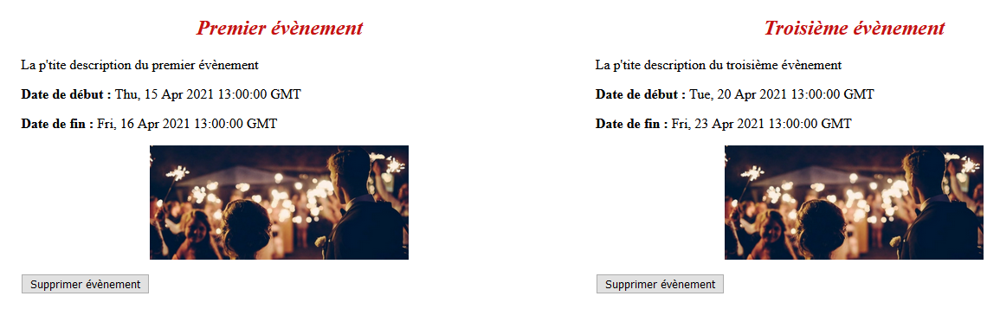 Premier évènement
La p'tite description du premier évènement
Date de début : Thu, 15 Apr 2021 13:00:00 GMT
Date de fin : Fri, 16 Apr 2021 13:00:00 GMT
Supprimer évènement
Troisième évènement
La p'tite description du troisième évènement
Date de début : Tue, 20 Apr 2021 13:00:00 GMT
Date de fin : Fri, 23 Apr 2021 13:00:00 GMT
Supprimer évènement